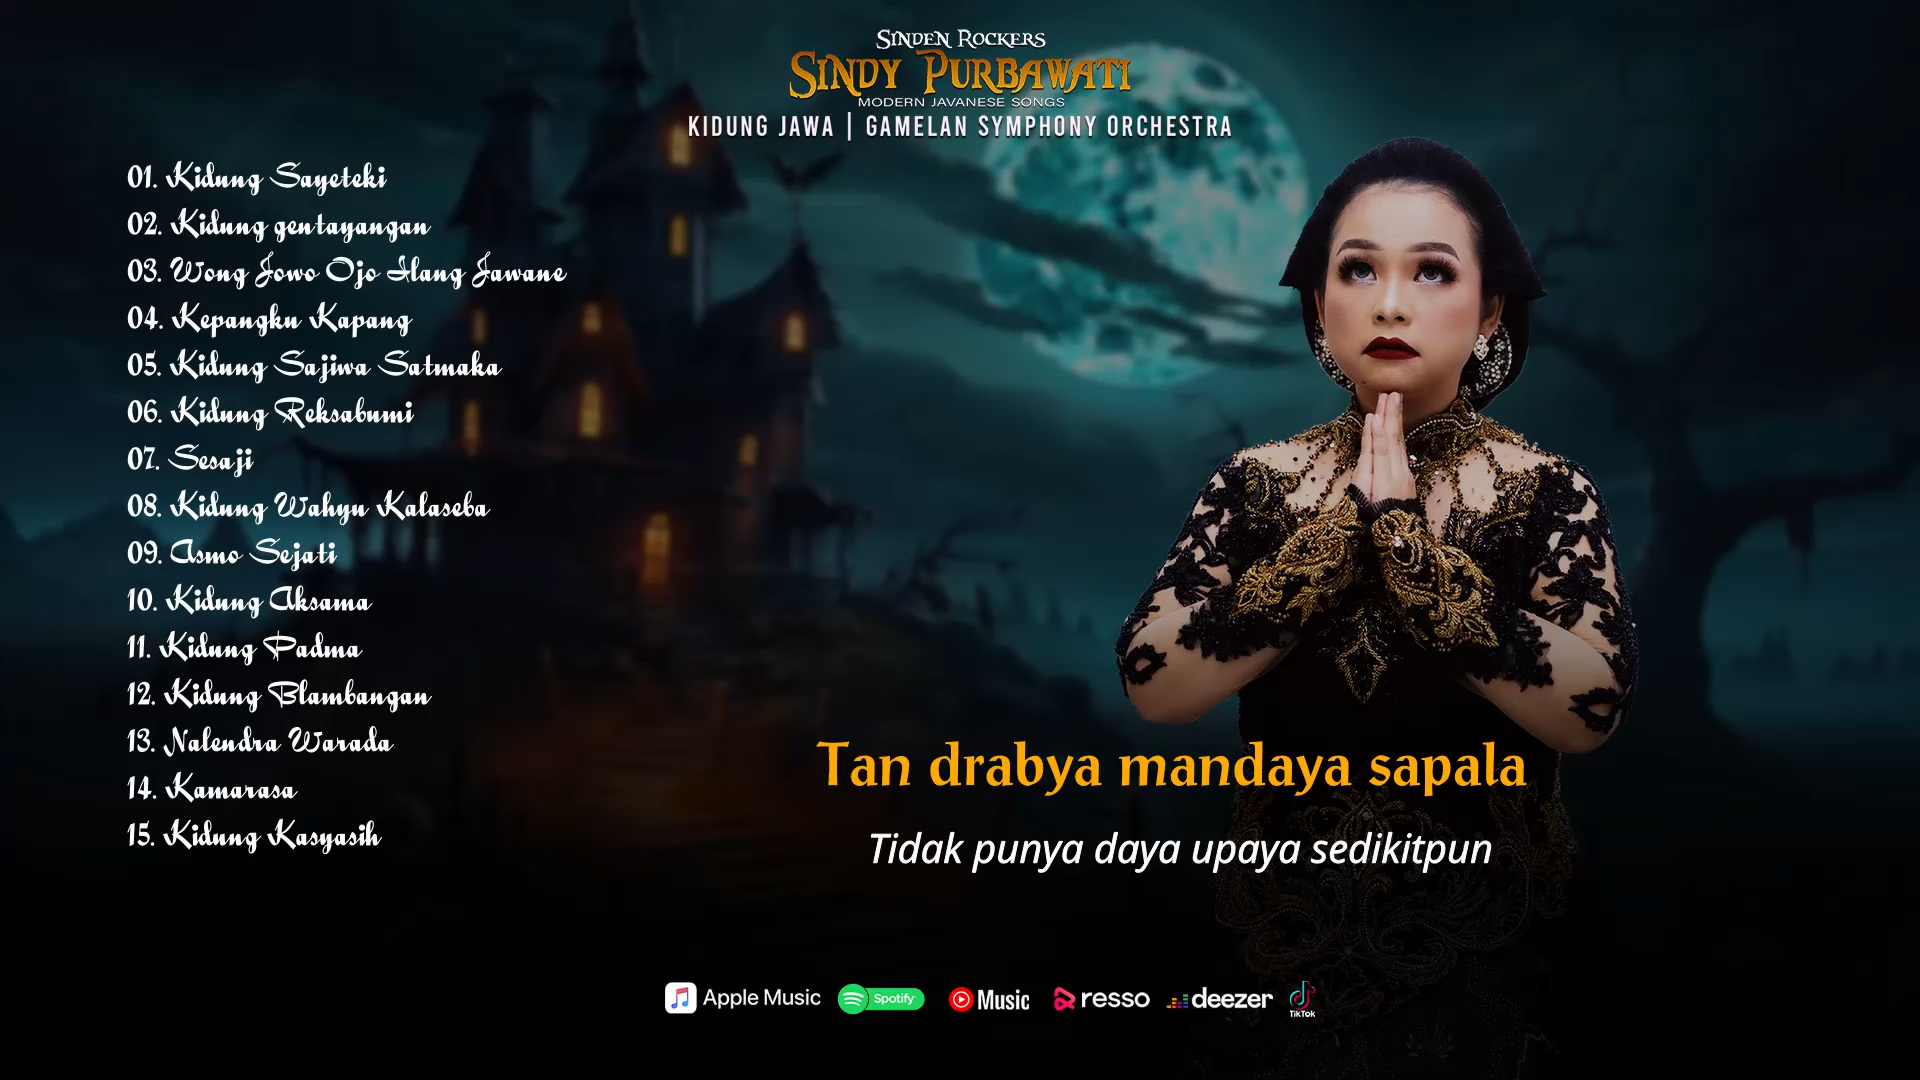 SINDEN ROCKERS
SINDY PURBAWATI
MODERN JAVANESE SONGS
KIDUNG JAWA | GAMELAN SYMPHONY ORCHESTRA
01. Kidung Sayeteki
02. Kidung gentayangan
03. Wong Jowo Ojo Ilang Jawane
04. Kepangku Kapang
05. Kidung Sajiwa Satmaka
06. Kidung Reksabumi
07. Sesaji
08. Kidung Wahyu Kalaseba
09. Asmo Sejati
10. Kidung Aksama
11. Kidung Padma
12. Kidung Blambangan
13. Nalendra Warada
14. Kamarasa
15. Kidung Kasyasih
Tan drabya mandaya sapala
Tidak punya daya upaya sedikitpun
Apple Music Spotify Music resso deezer TikTok